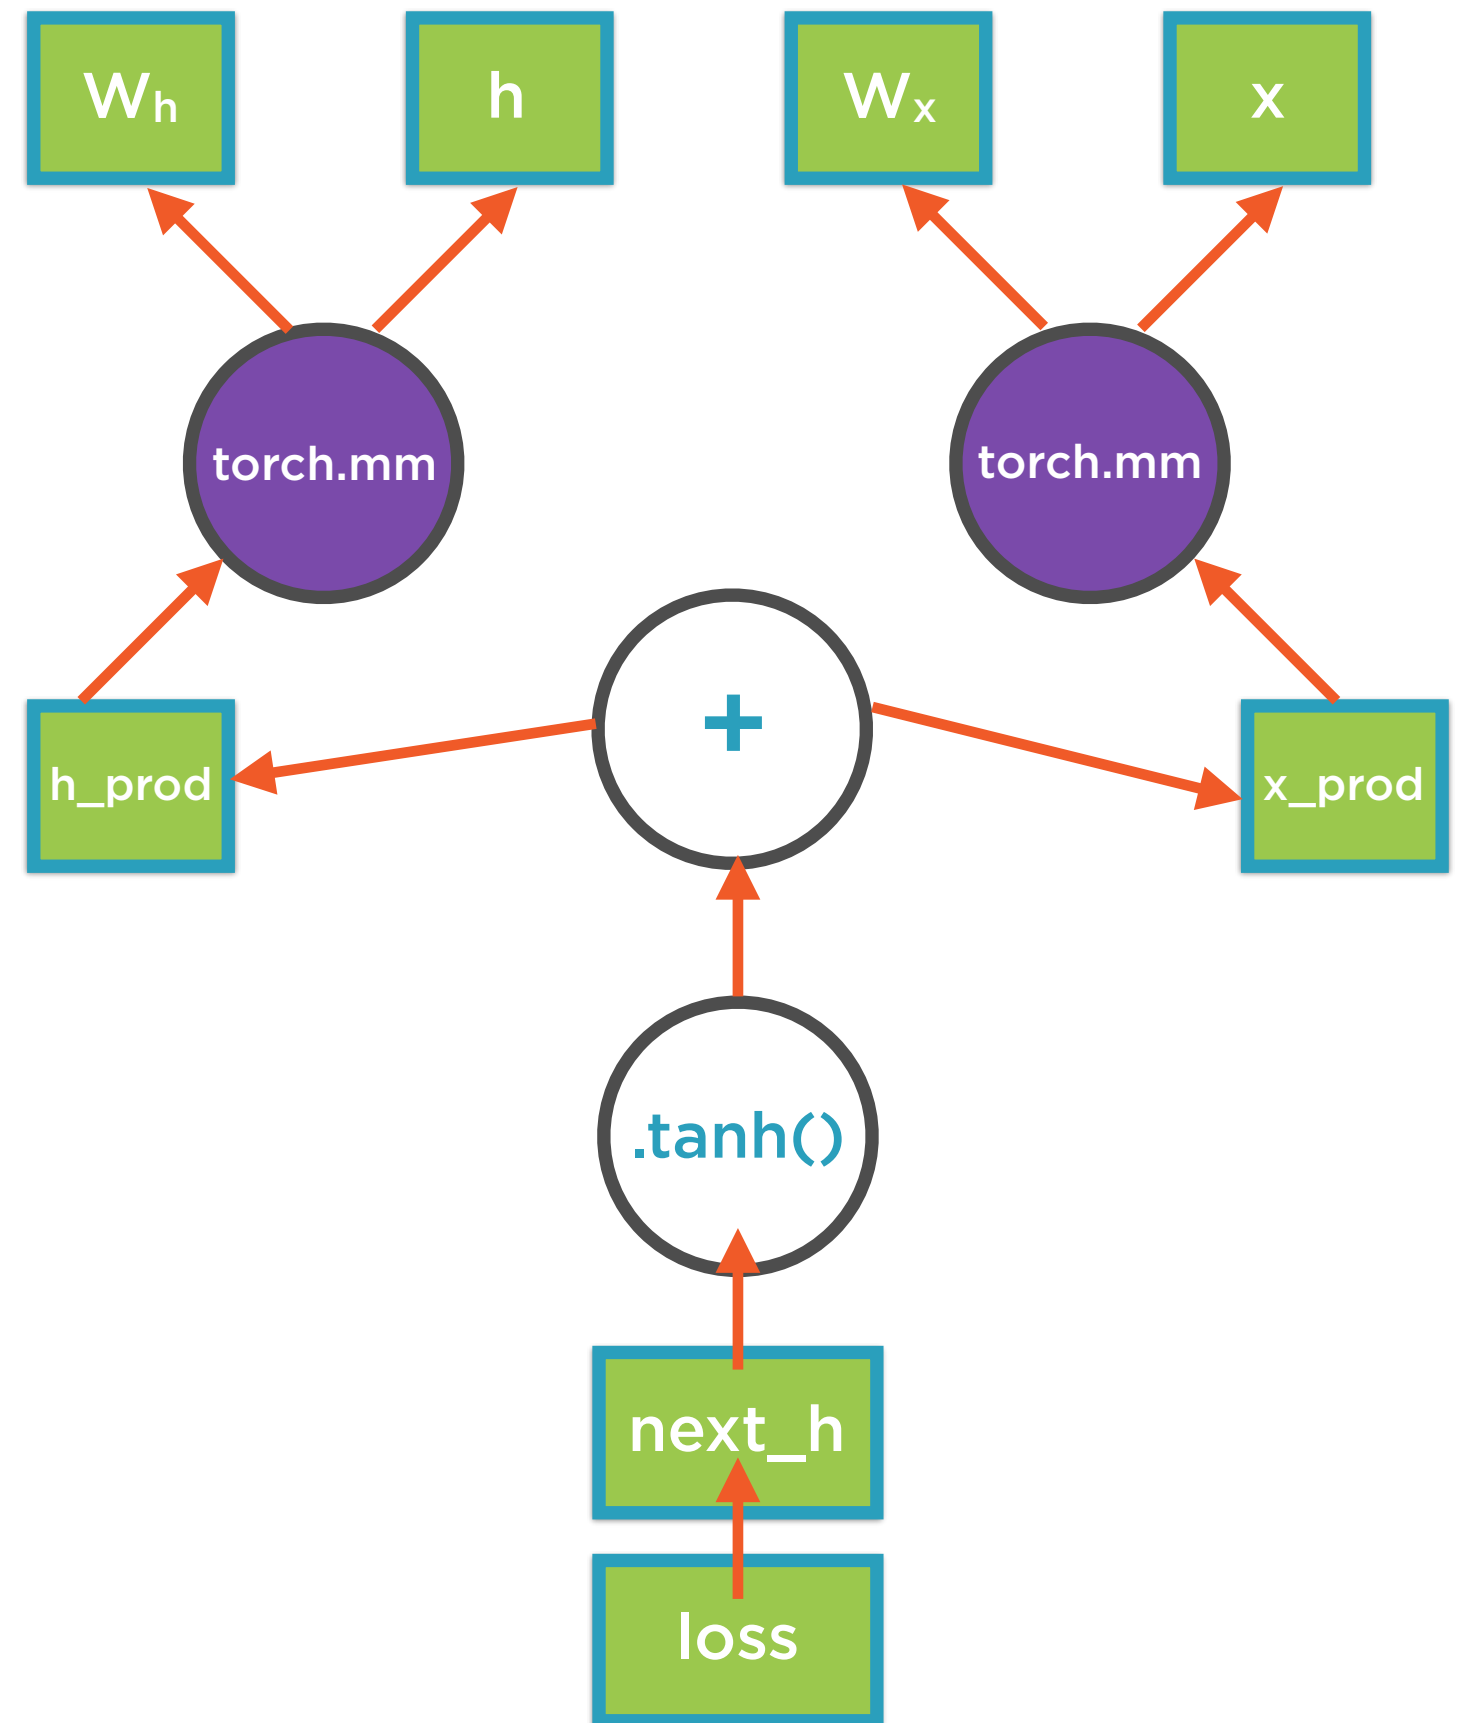 Wh
h
Wx
x
torch.mm
torch.mm
+
h_prod
x_prod
.tanh()
next_h
loss